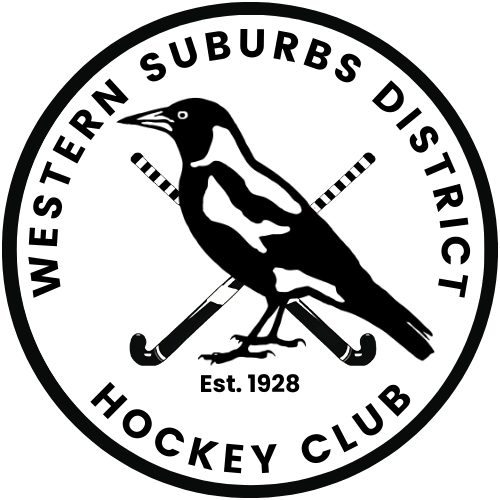 WESTERN SUBURBS DISTRICT
Est. 1928
HOCKEY CLUB